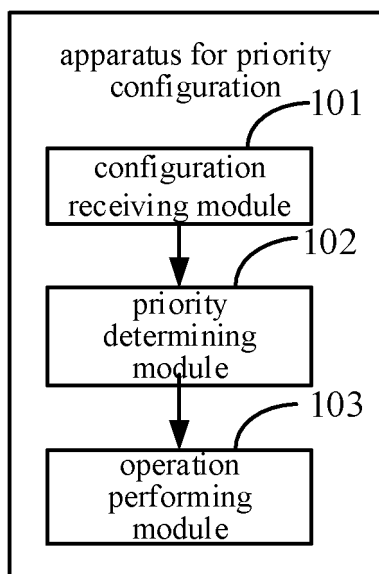 apparatus for priority
configuration
101
configuration
receiving module
102
priority
determining
module
103
operation
performing
module